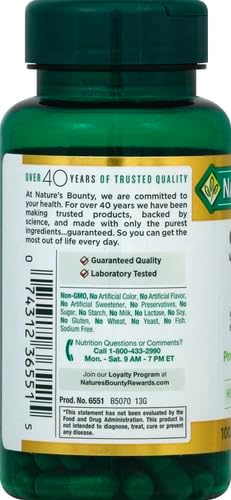 OVER 40 YEARS OF TRUSTED QUALITY
At Nature's Bounty, we are committed to
your health. For over 40 years we have been
making trusted products, backed by
science, and made with only the purest
ingredients...guaranteed. So you can get the
most out of life every day.
Guaranteed Quality
Laboratory Tested
Non-GMO, No Artificial Color, No Artificial Flavor,
No Artificial Sweetener, No Preservatives, No
Sugar, No Starch, No Milk, No Lactose, No Soy,
No Gluten, No Wheat, No Yeast, No Fish.
Sodium Free.
Nutrition Questions or Comments?
Call 1-800-433-2990
Mon. - Sat. 9 AM - 7 PM ET
Join our Loyalty Program at
NaturesBountyRewards.com
Prod. No. 6551 B5070 13G
*This statement has not been evaluated by the
Food and Drug Administration. This product is
not intended to diagnose, treat, cure or prevent
any disease.
0 74312 36551 5
100